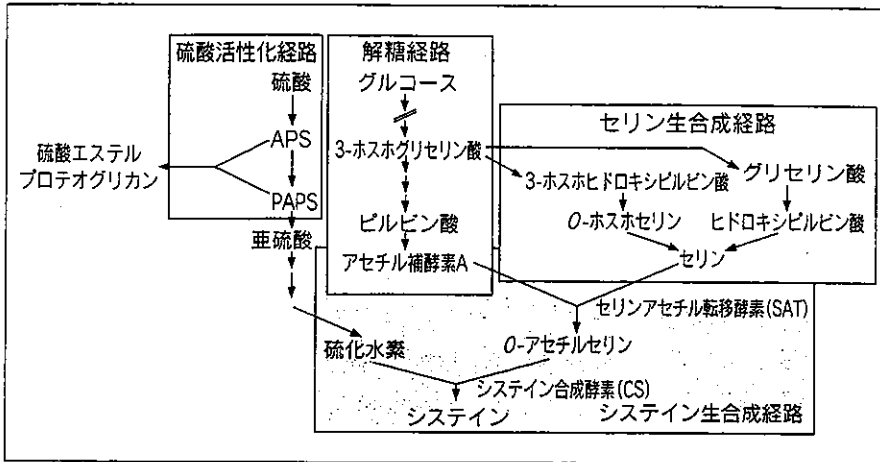 硫酸活性化経路
硫酸
APS
PAPS
亜硫酸
硫酸エステル
プロテオグリカン
解糖経路
グルコース
3-ホスホグリセリン酸
ピルビン酸
アセチル補酵素A
セリン生合成経路
3-ホスホヒドロキシピルビン酸
グリセリン酸
O-ホスホセリン
ヒドロキシピルビン酸
セリン
セリンアセチル転移酵素(SAT)
硫化水素
O-アセチルセリン
システイン合成酵素(CS)
システイン
システイン生合成経路